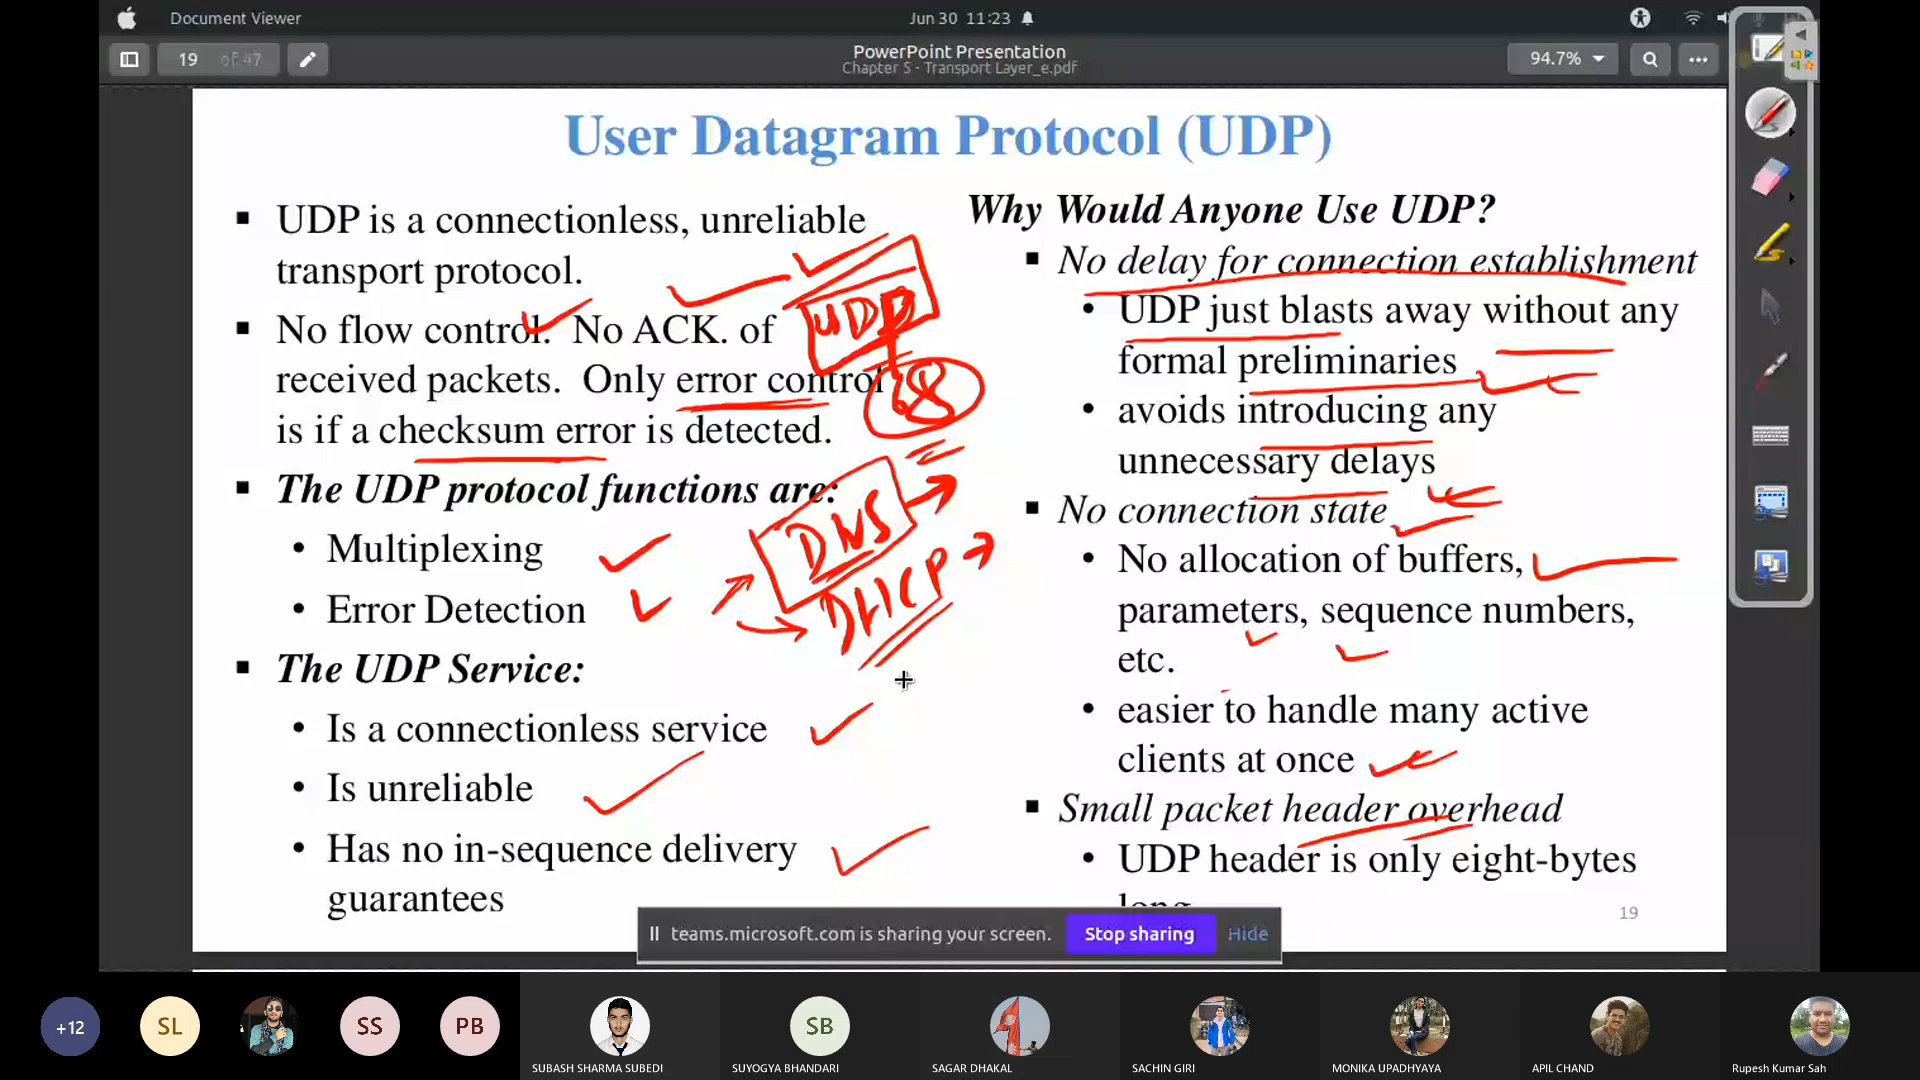 Document Viewer
Jun 30 11:23
19 of 47
PowerPoint Presentation
Chapter 5 - Transport Layer_e.pdf
94.7%
User Datagram Protocol (UDP)
UDP is a connectionless, unreliable
transport protocol.
No flow control. No ACK. of
received packets. Only error control
is if a checksum error is detected.
The UDP protocol functions are:
Multiplexing
Error Detection
The UDP Service:
Is a connectionless service
Is unreliable
Has no in-sequence delivery
guarantees
UDP
DNS
DHCP
Why Would Anyone Use UDP?
No delay for connection establishment
UDP just blasts away without any
formal preliminaries
avoids introducing any
unnecessary delays
No connection state
No allocation of buffers,
parameters, sequence numbers,
etc.
easier to handle many active
clients at once
Small packet header overhead
UDP header is only eight-bytes
long
19
teams.microsoft.com is sharing your screen.
Stop sharing
Hide
+12
SL
SS
PB
SB
SUBASH SHARMA SUBEDI
SUYOGYA BHANDARI
SAGAR DHAKAL
SACHIN GIRI
MONIKA UPADHYAYA
APIL CHAND
Rupesh Kumar Sah